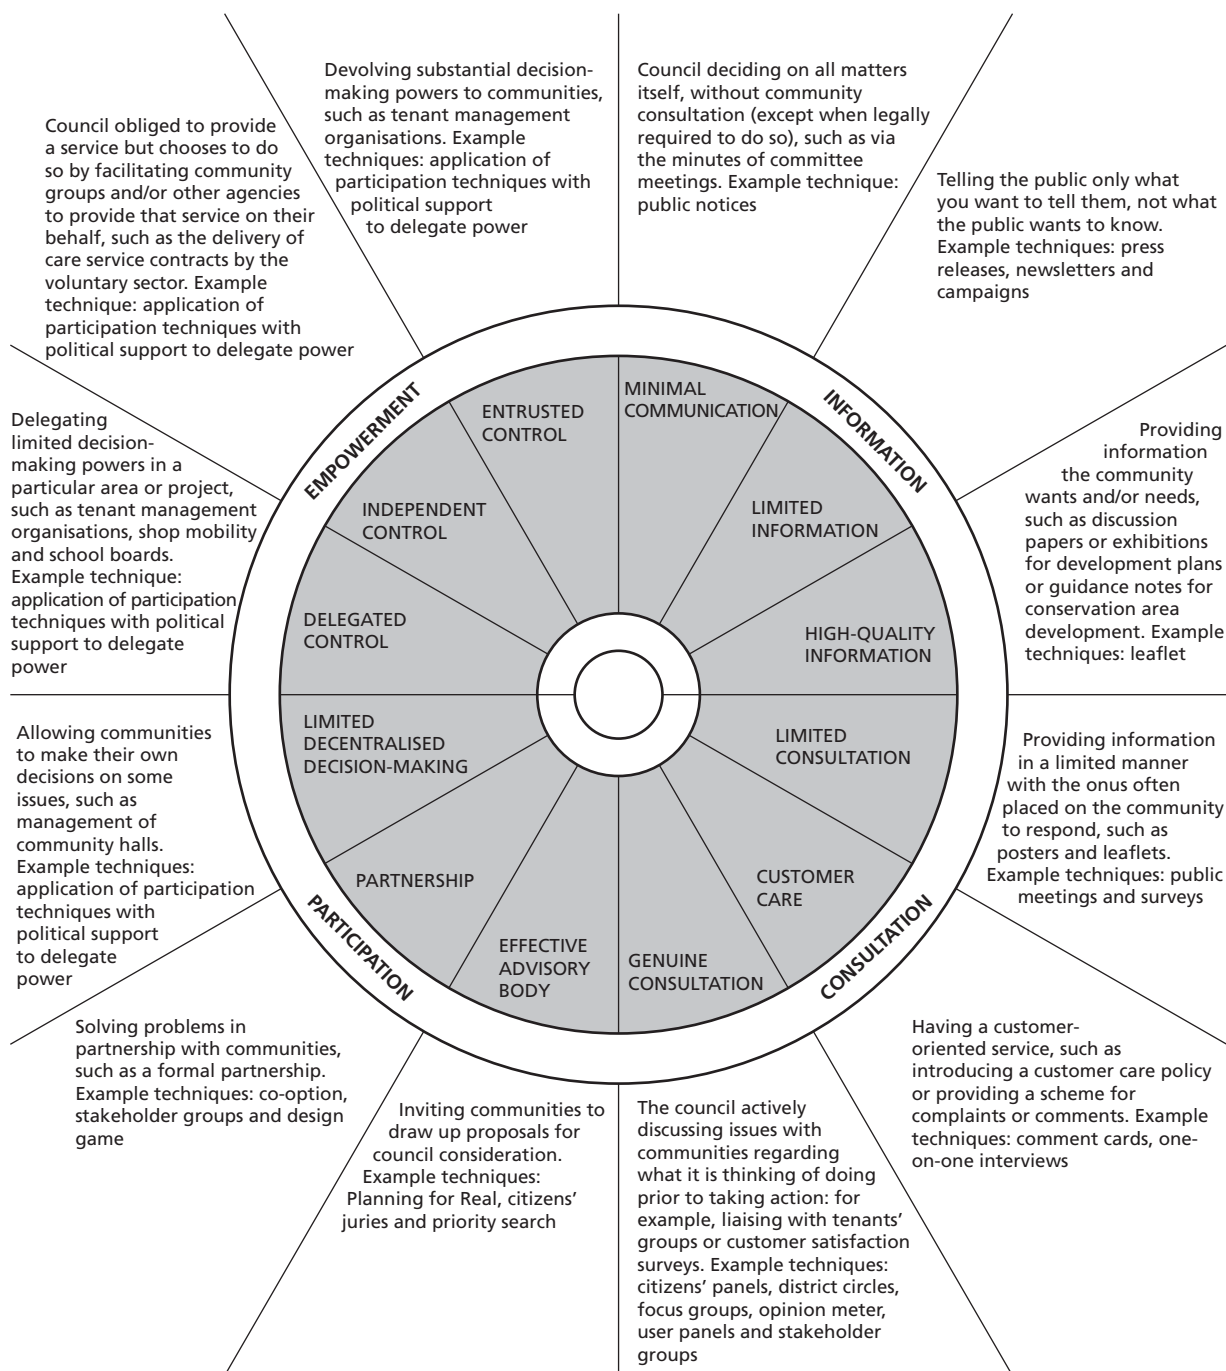 Devolving substantial decision-
making powers to communities,
such as tenant management
organisations. Example
techniques: application of
participation techniques with
political support
to delegate power
Council deciding on all matters
itself, without community
consultation (except when legally
required to do so), such as via
the minutes of committee
meetings. Example technique:
public notices
Telling the public only what
you want to tell them, not what
the public wants to know.
Example techniques: press
releases, newsletters and
campaigns
Providing
information
the community
wants and/or needs,
such as discussion
papers or exhibitions
for development plans
or guidance notes for
conservation area
development. Example
techniques: leaflet
Providing information
in a limited manner
with the onus often
placed on the community
to respond, such as
posters and leaflets.
Example techniques: public
meetings and surveys
Having a customer-
oriented service, such as
introducing a customer care policy
or providing a scheme for
complaints or comments. Example
techniques: comment cards, one-
on-one interviews
The council actively
discussing issues with
communities regarding
what it is thinking of doing
prior to taking action: for
example, liaising with tenants'
groups or customer satisfaction
surveys. Example techniques:
citizens' panels, district circles,
focus groups, opinion meter,
user panels and stakeholder
groups
Inviting communities to
draw up proposals for
council consideration.
Example techniques:
Planning for Real, citizens'
juries and priority search
Solving problems in
partnership with communities,
such as a formal partnership.
Example techniques: co-option,
stakeholder groups and design
game
Allowing communities
to make their own
decisions on some
issues, such as
management of
community halls.
Example techniques:
application of participation
techniques with
political support
to delegate
power
Delegating
limited decision-
making powers in a
particular area or project,
such as tenant management
organisations, shop mobility
and school boards.
Example technique:
application of participation
techniques with political
support to delegate
power
Council obliged to provide
a service but chooses to do
so by facilitating community
groups and/or other agencies
to provide that service on their
behalf, such as the delivery of
care service contracts by the
voluntary sector. Example
technique: application of
participation techniques with
political support to delegate power
EMPOWERMENT
INFORMATION
CONSULTATION
PARTICIPATION
ENTRUSTED
CONTROL
MINIMAL
COMMUNICATION
LIMITED
INFORMATION
HIGH-QUALITY
INFORMATION
LIMITED
CONSULTATION
CUSTOMER
CARE
GENUINE
CONSULTATION
EFFECTIVE
ADVISORY
BODY
PARTNERSHIP
LIMITED
DECENTRALISED
DECISION-MAKING
DELEGATED
CONTROL
INDEPENDENT
CONTROL